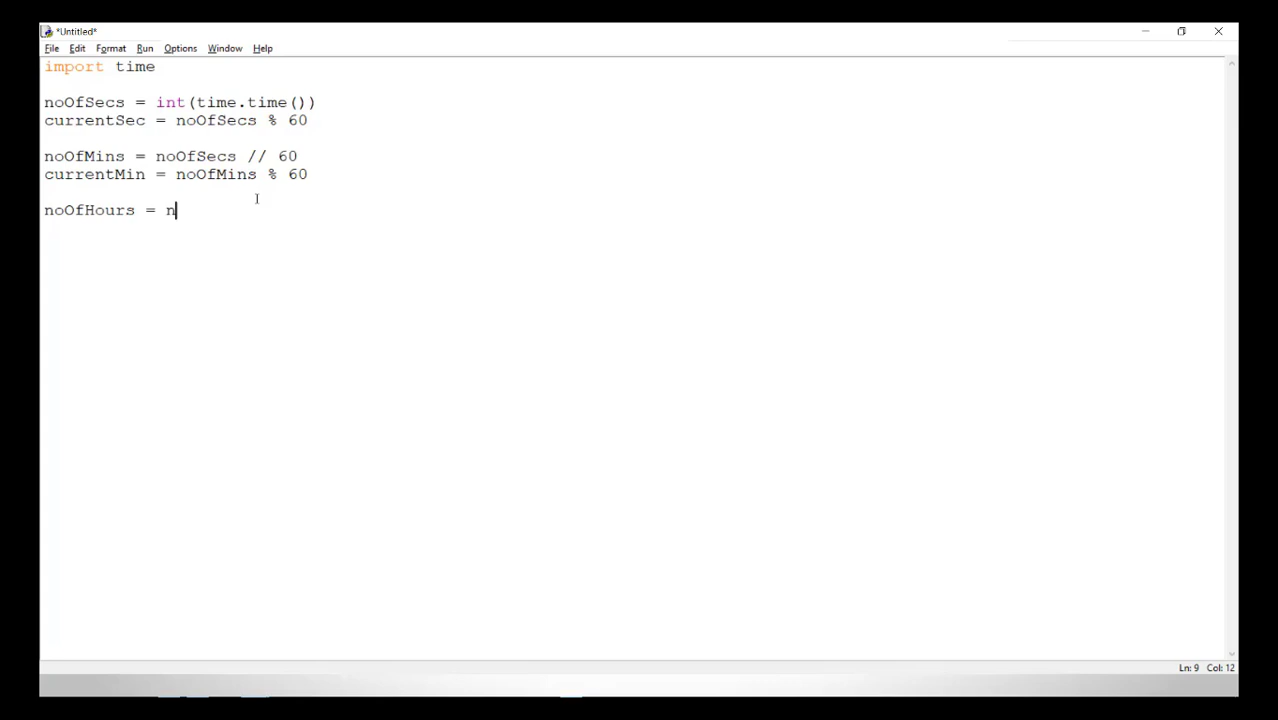 *Untitled*
File Edit Format Run Options Window Help
import time
noOfSecs = int(time.time())
currentSec = noOfSecs % 60
noOfMins = noOfSecs // 60
currentMin = noOfMins % 60
noOfHours = n
Ln: 9 Col: 12